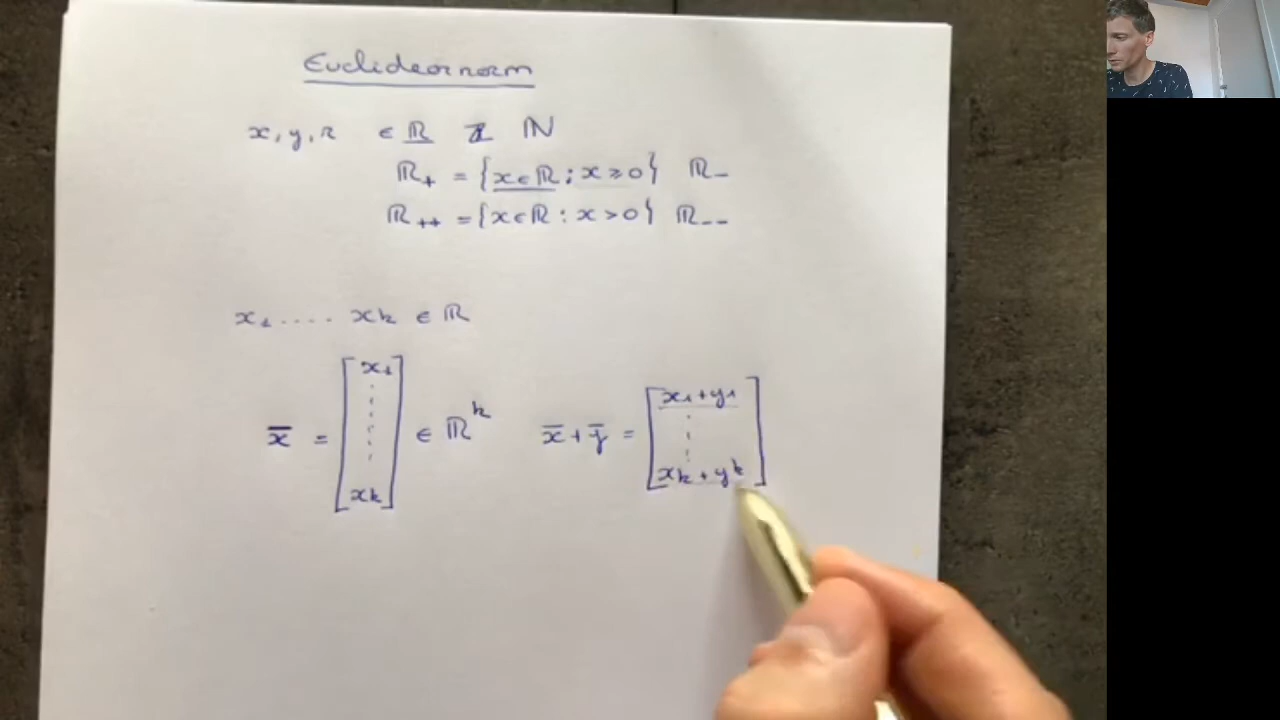 Euclidean norm
x, y, z ∈ ℝ ℤ ℕ
ℝ₊ = {x∈ℝ : x ≥ 0} ℝ₋
ℝ₊₊ = {x∈ℝ : x > 0} ℝ₋₋
x₁ .... xk ∈ ℝ
x̄ = [x₁ ⋮ xk] ∈ ℝᵏ x̄ + ȳ = [x₁+y₁ ⋮ xk + yᵏ]